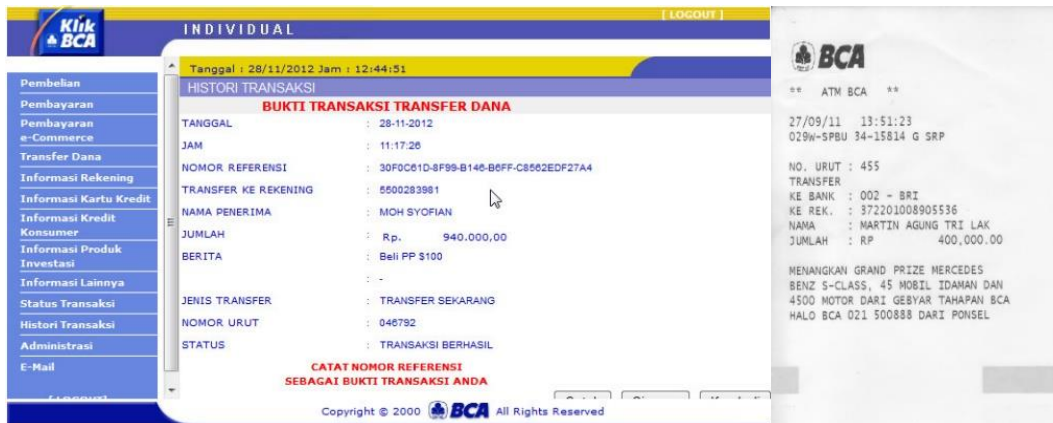 [ LOGOUT ]
Klik
BCA
INDIVIDUAL
Tanggal : 28/11/2012 Jam : 12:44:51
Pembelian
Pembayaran
Pembayaran
e-Commerce
Transfer Dana
Informasi Rekening
Informasi Kartu Kredit
Informasi Kredit
Konsumer
Informasi Produk
Investasi
Informasi Lainnya
Status Transaksi
Histori Transaksi
Administrasi
E-Mail
[ LOGOUT ]
HISTORI TRANSAKSI
BUKTI TRANSAKSI TRANSFER DANA
TANGGAL : 28-11-2012
JAM : 11:17:26
NOMOR REFERENSI : 30F0C61D-8F99-B146-B6FF-C8562EDF27A4
TRANSFER KE REKENING : 5500283981
NAMA PENERIMA : MOH SYOFIAN
JUMLAH : Rp. 940.000,00
BERITA : Beli PP $100
: -
JENIS TRANSFER : TRANSFER SEKARANG
NOMOR URUT : 046792
STATUS : TRANSAKSI BERHASIL
CATAT NOMOR REFERENSI
SEBAGAI BUKTI TRANSAKSI ANDA
Copyright © 2000 BCA All Rights Reserved
BCA
** ATM BCA **
27/09/11 13:51:23
029W-SPBU 34-15814 G SRP
NO. URUT : 455
TRANSFER
KE BANK : 002 - BRI
KE REK. : 372201008905536
NAMA : MARTIN AGUNG TRI LAK
JUMLAH : RP 400,000.00
MENANGKAN GRAND PRIZE MERCEDES
BENZ S-CLASS, 45 MOBIL IDAMAN DAN
4500 MOTOR DARI GEBYAR TAHAPAN BCA
HALO BCA 021 500888 DARI PONSEL